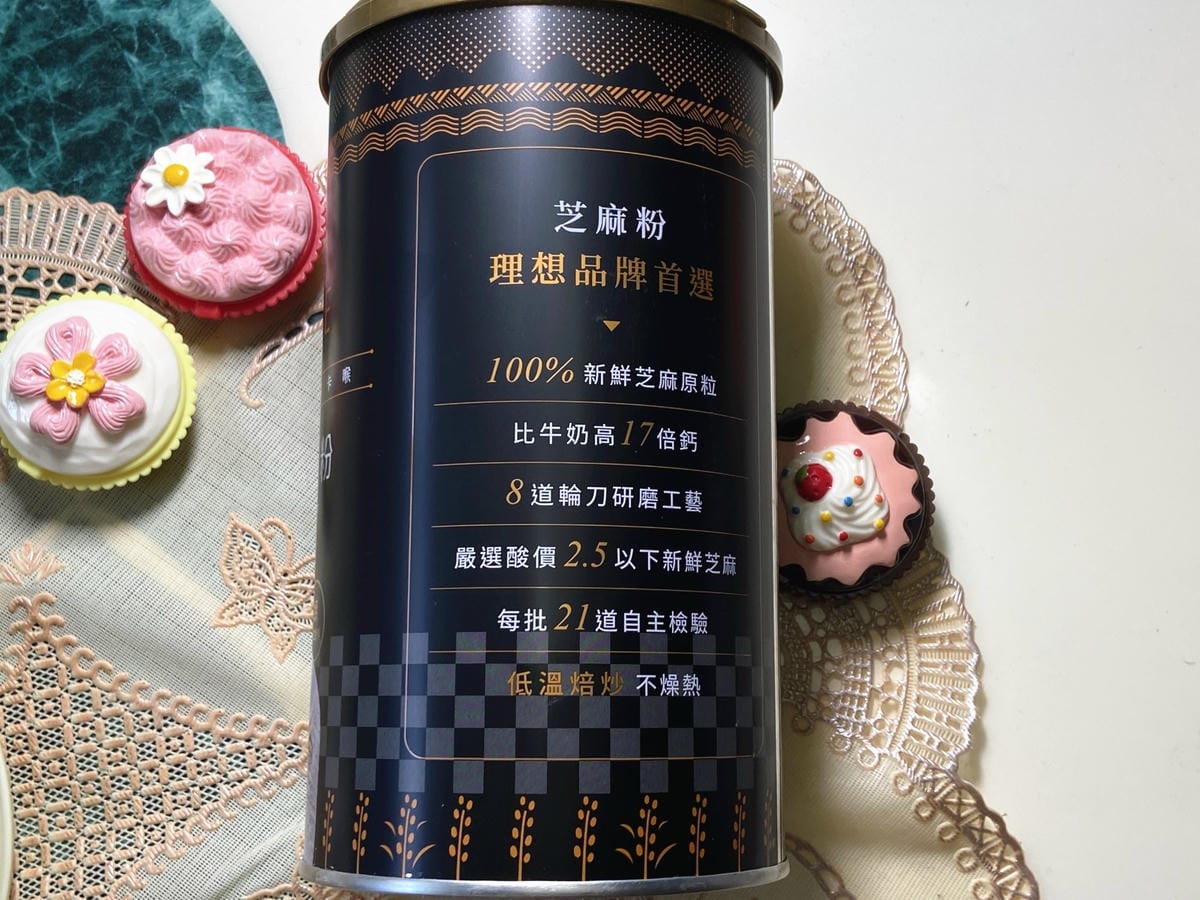 芝麻粉
理想品牌首選
100% 新鮮芝麻原粒
比牛奶高17倍鈣
8道輪刀研磨工藝
嚴選酸價 2.5 以下新鮮芝麻
每批21道自主檢驗
低溫焙炒 不燥熱
卡 喉
粉